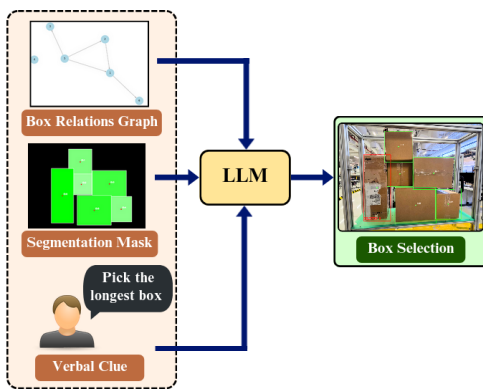 Box Relations Graph
Segmentation Mask
Pick the
longest box
Verbal Clue
LLM
Box Selection